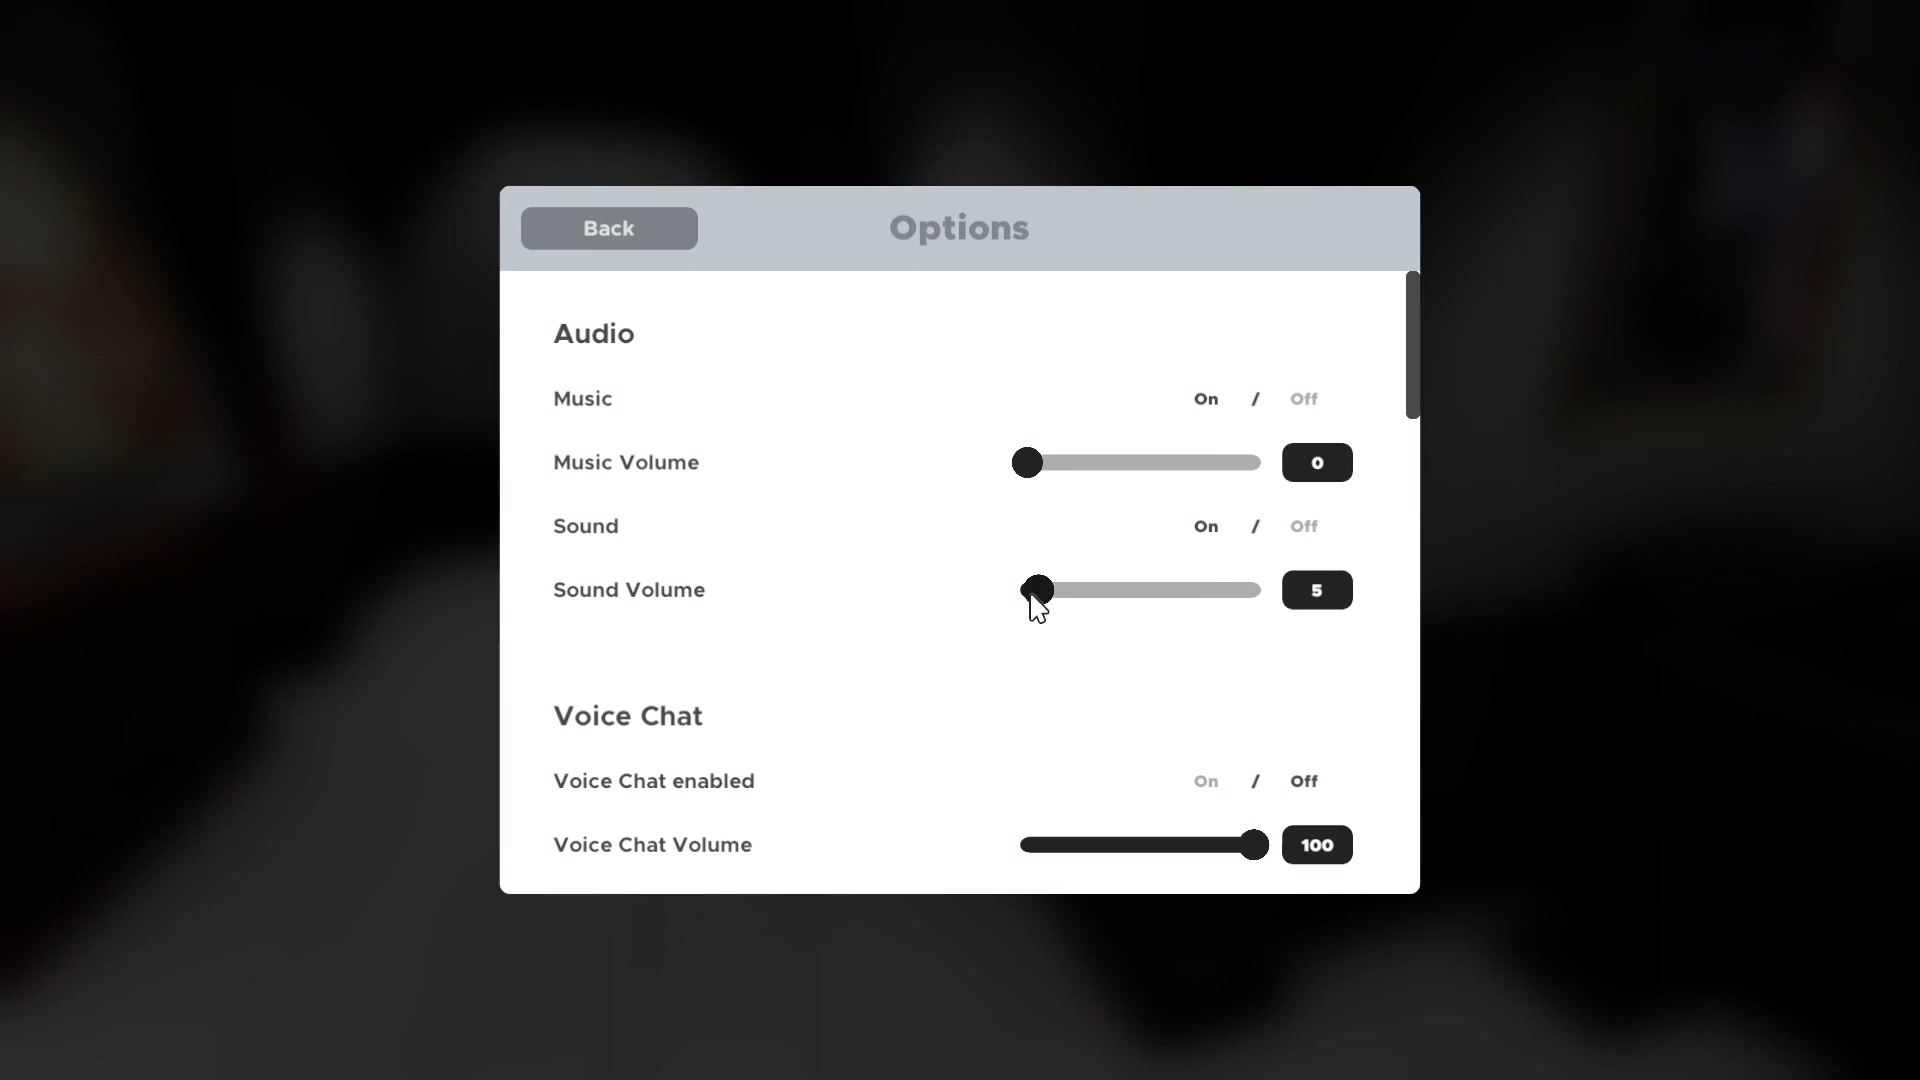 Back
Options
Audio
Music On / Off
Music Volume 0
Sound On / Off
Sound Volume 5
Voice Chat
Voice Chat enabled On / Off
Voice Chat Volume 100